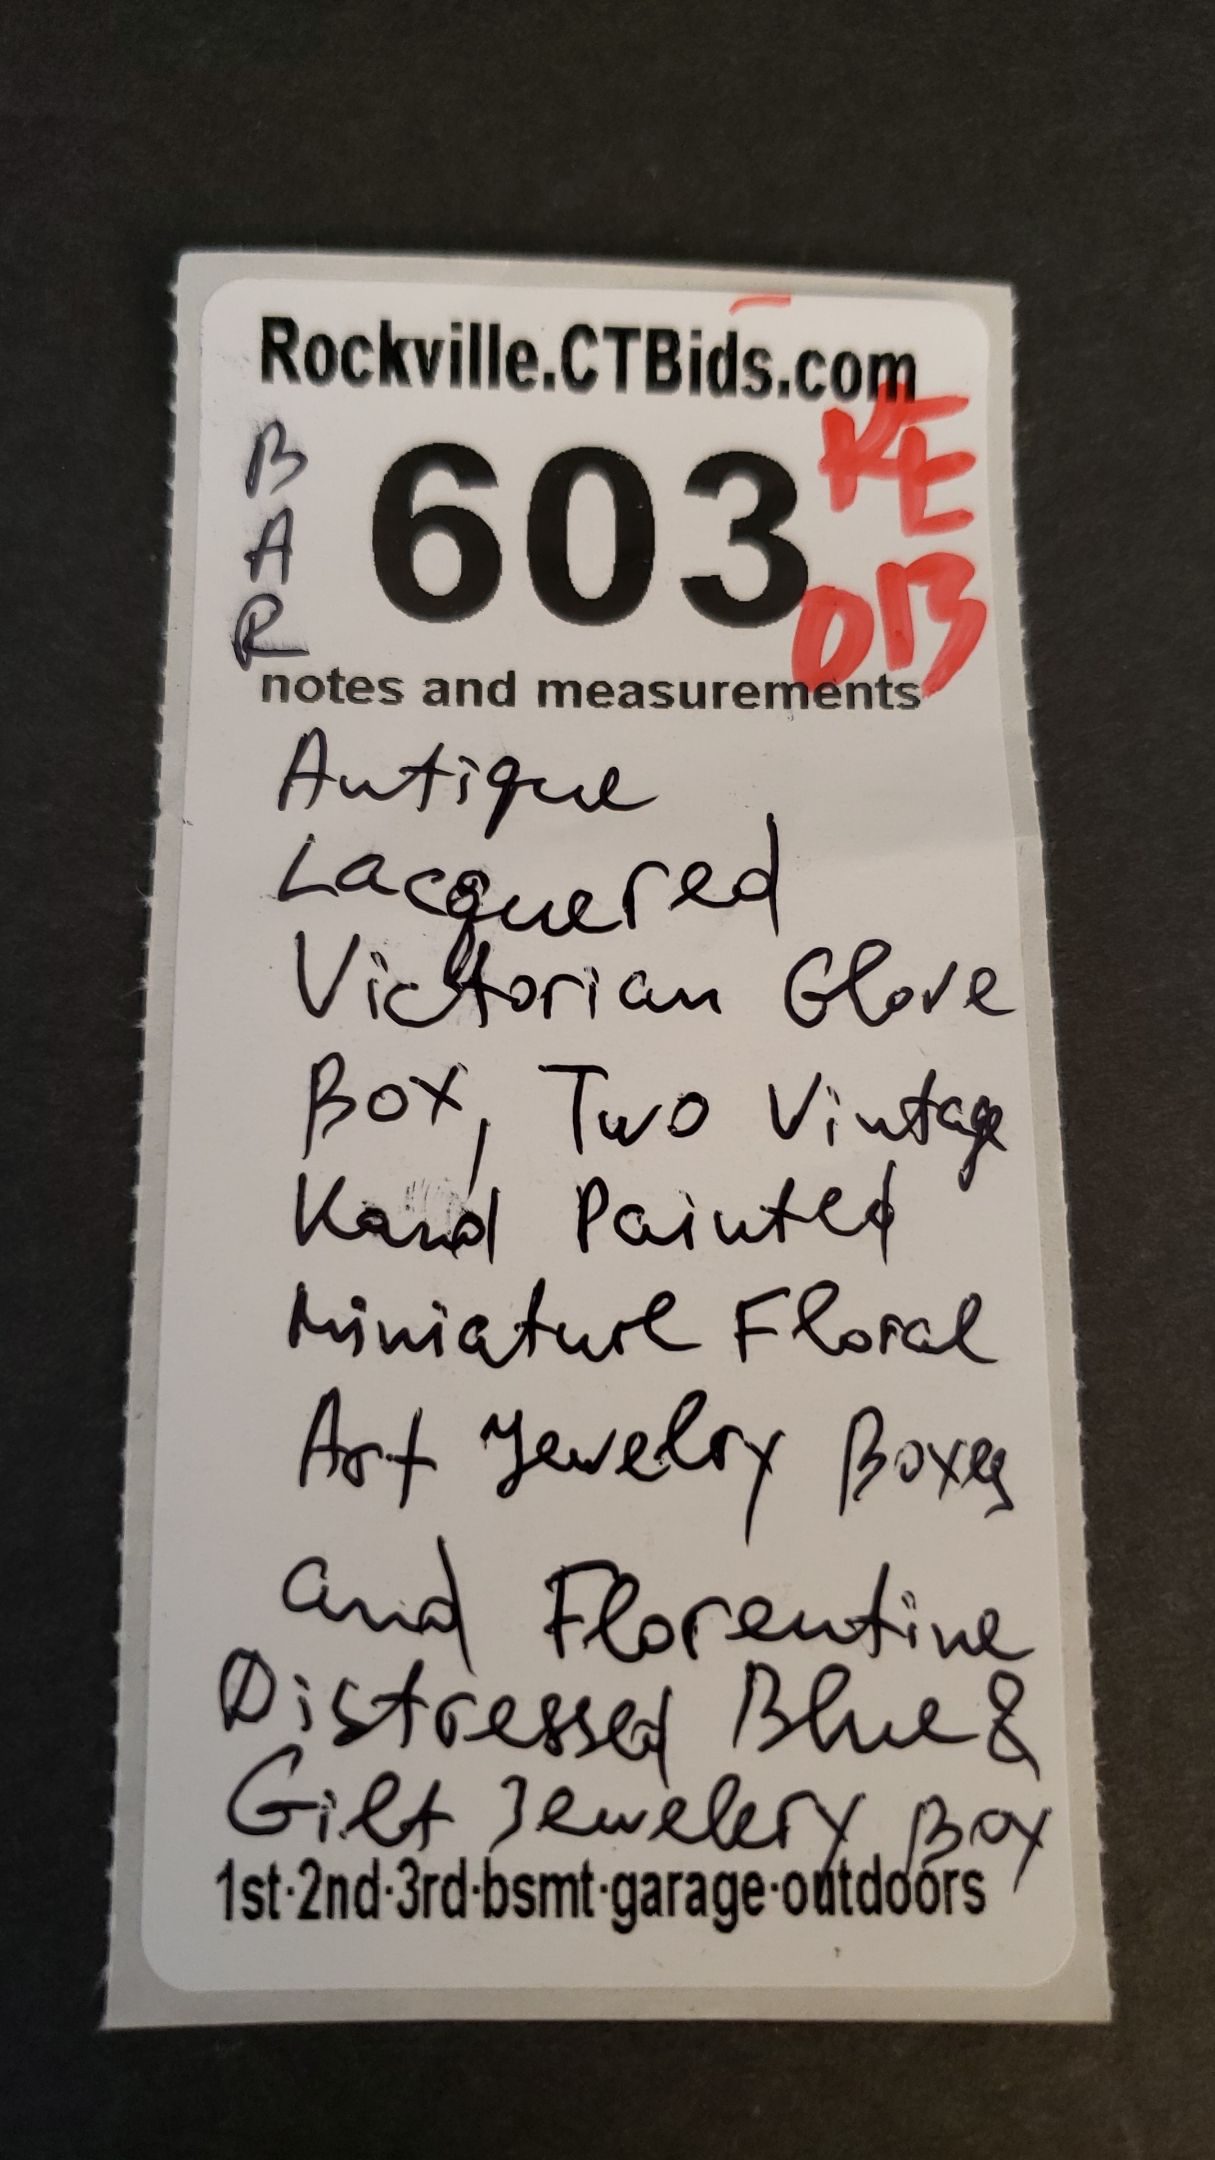 Rockville.CTBids.com
BAR
603
KE
013
notes and measurements
Antique
Lacquered
Victorian Glove
Box, Two Vintage
Hand Painted
Miniature Floral
Art Jewelry Boxes
and Florentine
Distressed Blue &
Gilt Jewelery Box
1st·2nd·3rd·bsmt·garage·outdoors